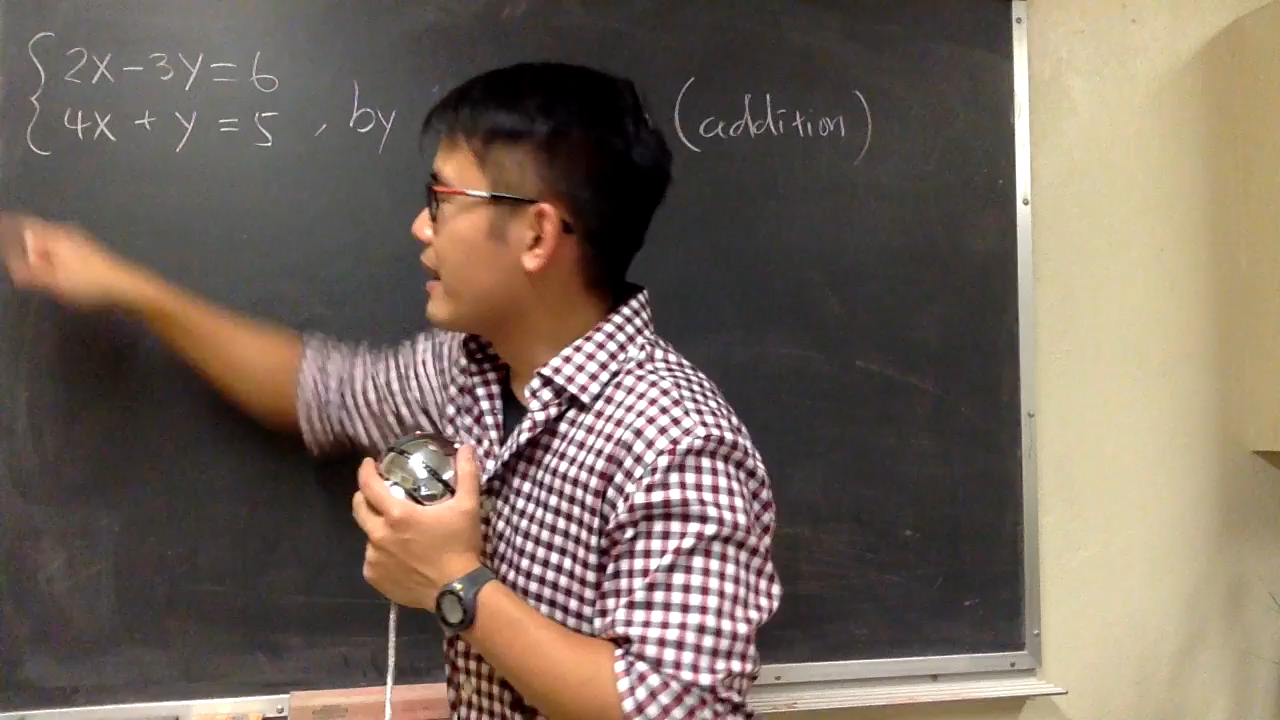 2x-3y=6
4x + y = 5 , by (addition)